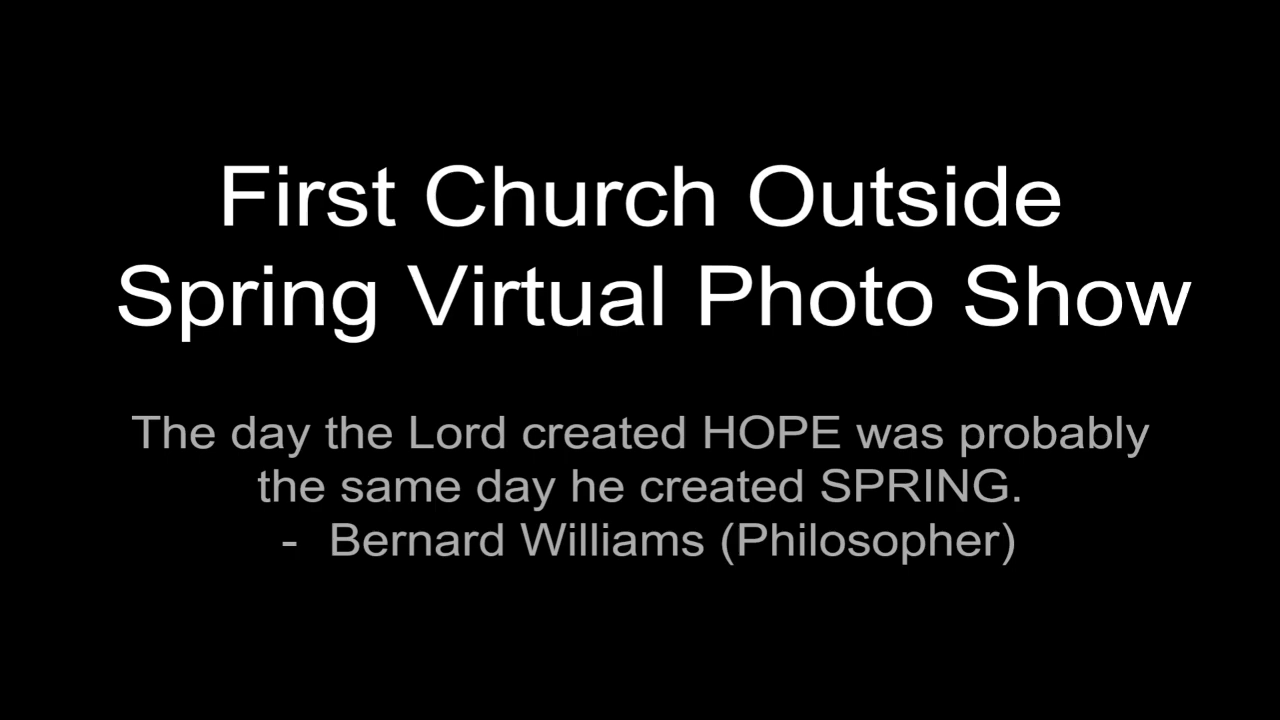 First Church Outside
Spring Virtual Photo Show
The day the Lord created HOPE was probably
the same day he created SPRING.
- Bernard Williams (Philosopher)